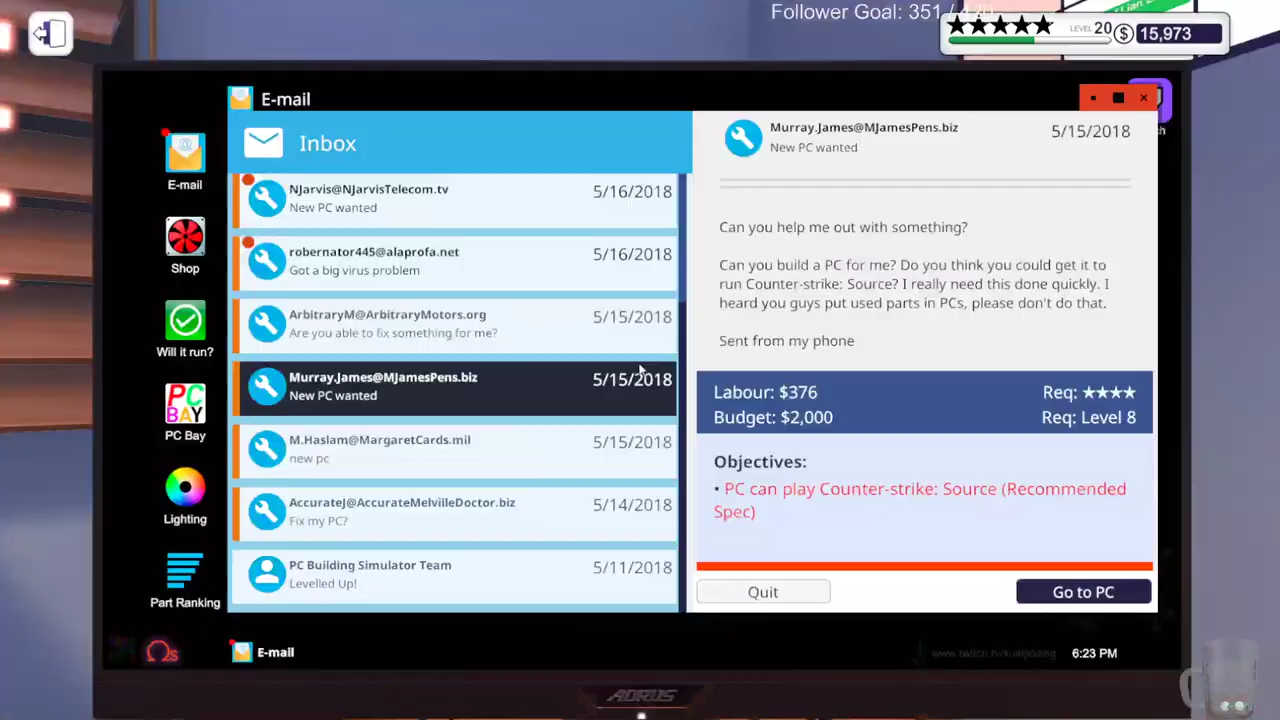 Follower Goal: 351 /
LEVEL 20
$ 15,973
E-mail
Inbox
E-mail
Shop
Will it run?
PC BAY
PC Bay
Lighting
Part Ranking
NJarvis@NJarvisTelecom.tv
5/16/2018
New PC wanted
robernator445@alaprofa.net
5/16/2018
Got a big virus problem
ArbitraryM@ArbitraryMotors.org
5/15/2018
Are you able to fix something for me?
Murray.James@MJamesPens.biz
5/15/2018
New PC wanted
M.Haslam@MargaretCards.mil
5/15/2018
new pc
AccurateJ@AccurateMelvilleDoctor.biz
5/14/2018
Fix my PC?
PC Building Simulator Team
5/11/2018
Levelled Up!
Murray.James@MJamesPens.biz
5/15/2018
New PC wanted
Can you help me out with something?
Can you build a PC for me? Do you think you could get it to
run Counter-strike: Source? I really need this done quickly. I
heard you guys put used parts in PCs, please don't do that.
Sent from my phone
Labour: $376
Req: ★★★★
Budget: $2,000
Req: Level 8
Objectives:
• PC can play Counter-strike: Source (Recommended
Spec)
Quit
Go to PC
E-mail
6:23 PM
AORUS